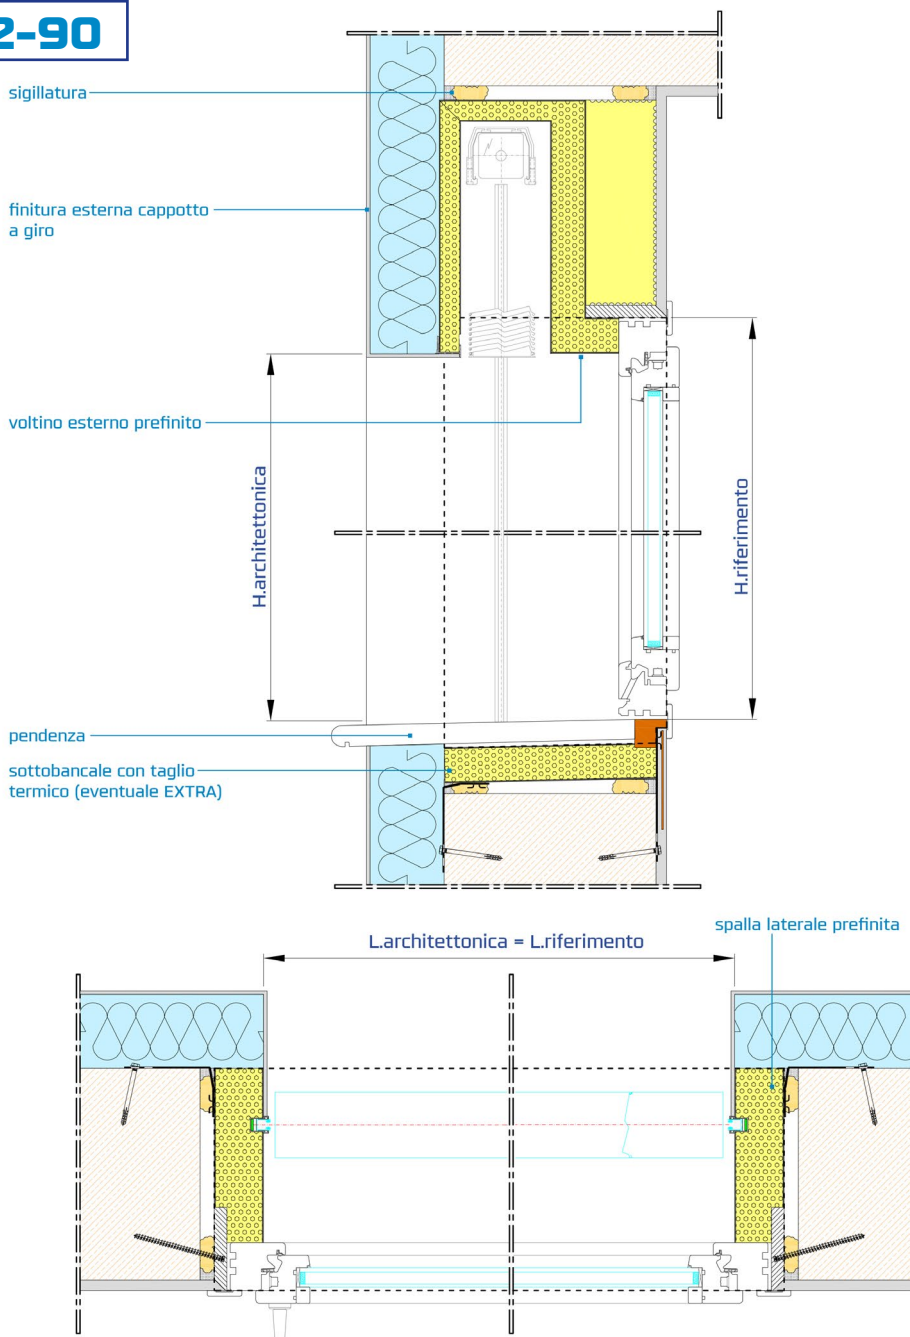 2-90
sigillatura
finitura esterna cappotto
a giro
voltino esterno prefinito
H.architettonica
H.riferimento
pendenza
sottobancale con taglio
termico (eventuale EXTRA)
spalla laterale prefinita
L.architettonica = L.riferimento